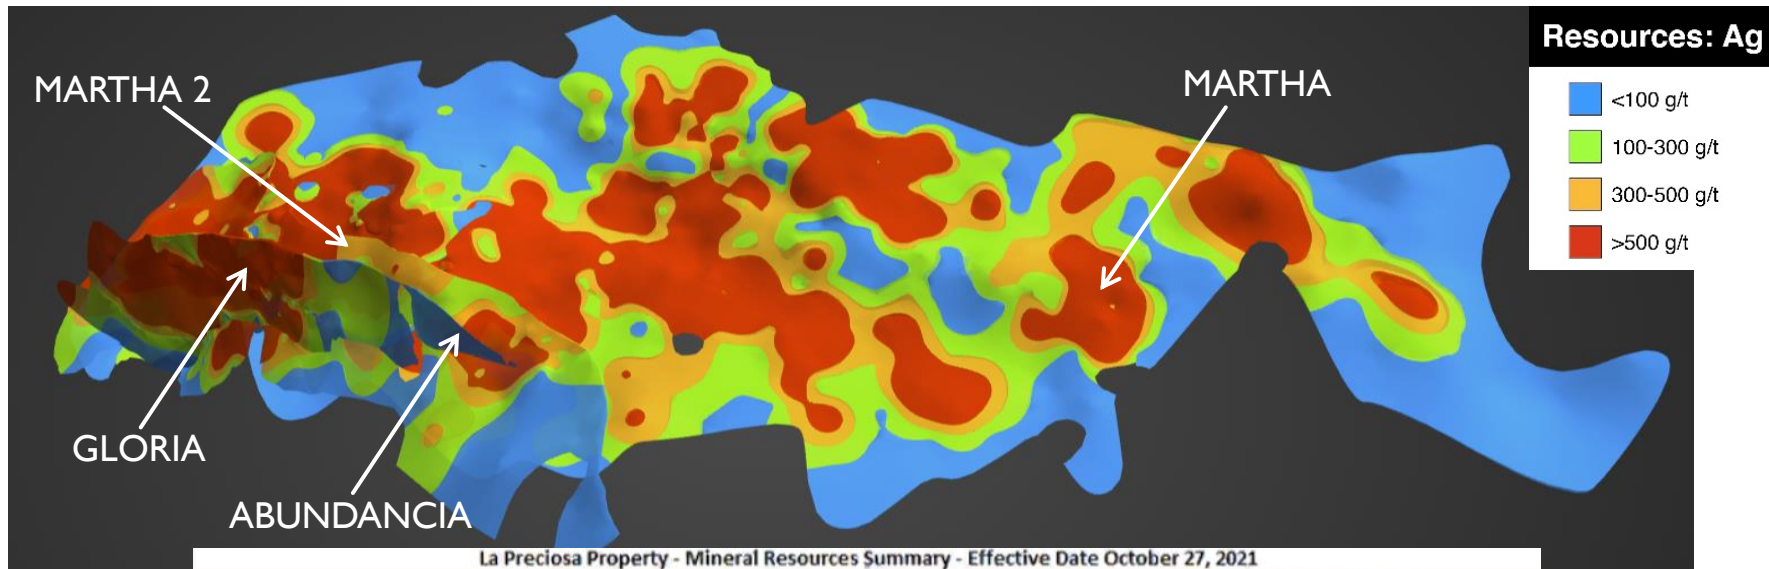 MARTHA 2
MARTHA
GLORIA
ABUNDANCIA
Resources: Ag
<100 g/t
100-300 g/t
300-500 g/t
>500 g/t
La Preciosa Property - Mineral Resources Summary - Effective Date October 27, 2021